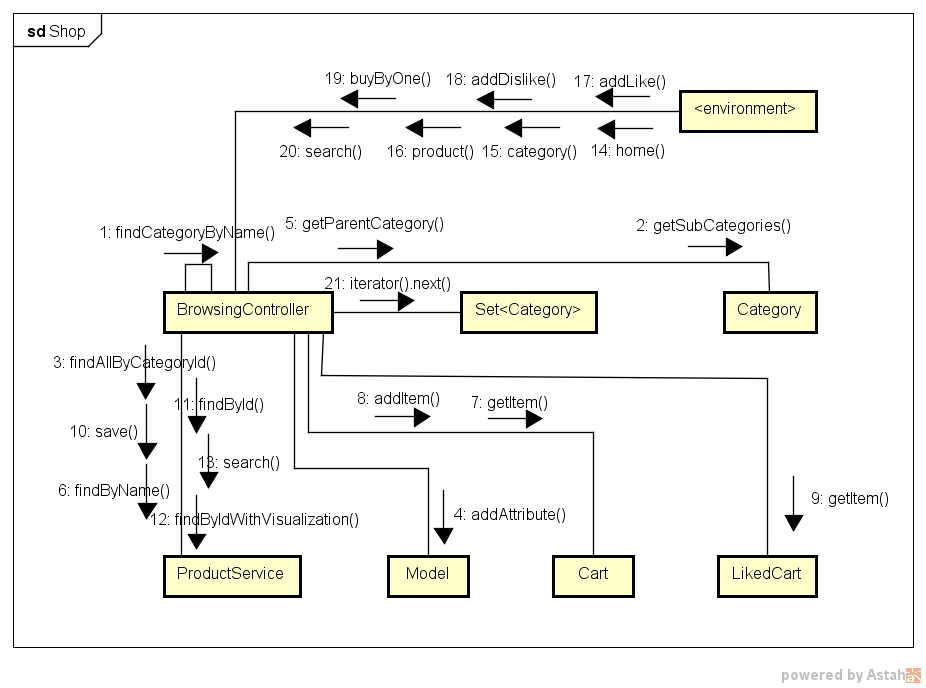 sd Shop
19: buyByOne()
18: addDislike()
17: addLike()
<environment>
20: search()
16: product()
15: category()
14: home()
1: findCategoryByName()
5: getParentCategory()
2: getSubCategories()
21: iterator().next()
BrowsingController
Set<Category>
Category
3: findAllByCategoryId()
11: findById()
8: addItem()
7: getItem()
10: save()
13: search()
6: findByName()
9: getItem()
12: findByIdWithVisualization()
4: addAttribute()
ProductService
Model
Cart
LikedCart
powered by Astah